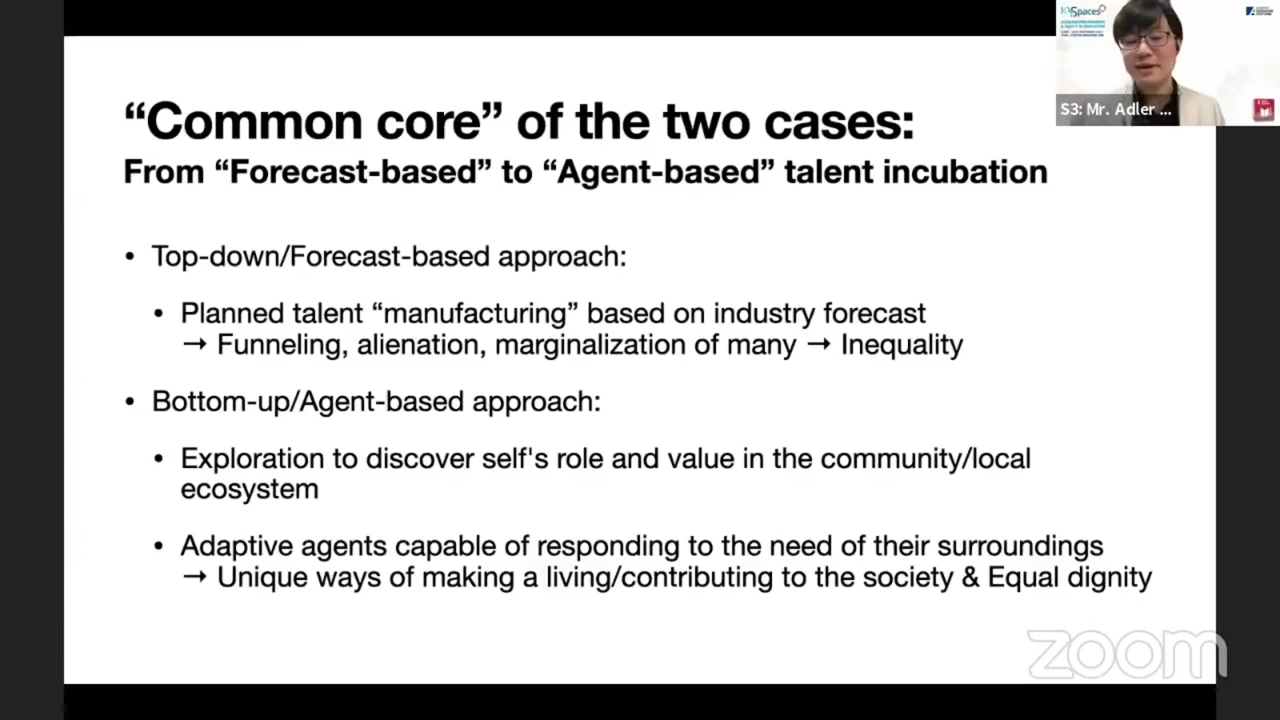 “Common core” of the two cases:
From “Forecast-based” to “Agent-based” talent incubation
• Top-down/Forecast-based approach:
• Planned talent “manufacturing” based on industry forecast
→ Funneling, alienation, marginalization of many → Inequality
• Bottom-up/Agent-based approach:
• Exploration to discover self's role and value in the community/local
ecosystem
• Adaptive agents capable of responding to the need of their surroundings
→ Unique ways of making a living/contributing to the society & Equal dignity
Spaces
S3: Mr. Adler ...
zoom